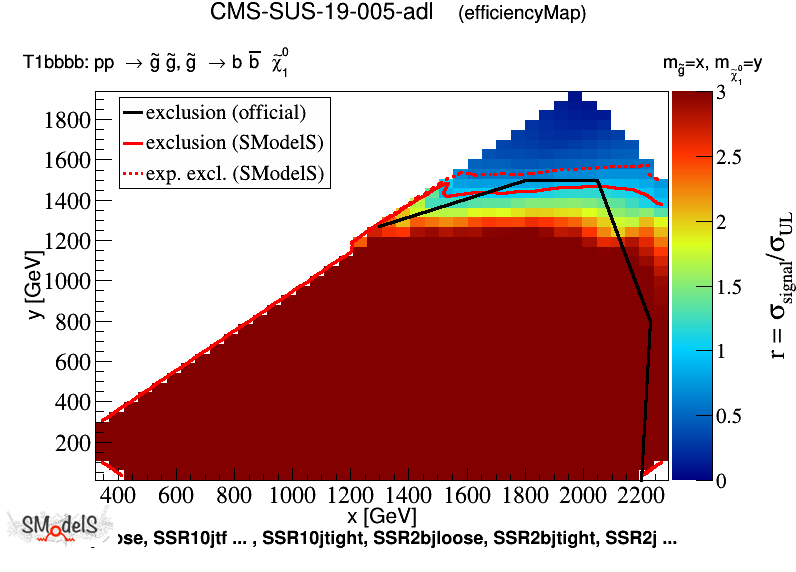 CMS-SUS-19-005-adl (efficiencyMap)
T1bbbb: pp → g̃ g̃, g̃ → b b̅ χ̃₁⁰
m_g̃=x, m_χ̃₁⁰=y
exclusion (official)
exclusion (SModelS)
exp. excl. (SModelS)
1800
1600
1400
1200
1000
800
600
400
200
y [GeV]
400 600 800 1000 1200 1400 1600 1800 2000 2200
x [GeV]
3
2.5
2
1.5
1
0.5
0
r = σ_signal/σ_UL
SModelS
SSR10jtf ... , SSR10jtight, SSR2bjloose, SSR2bjtight, SSR2j ...